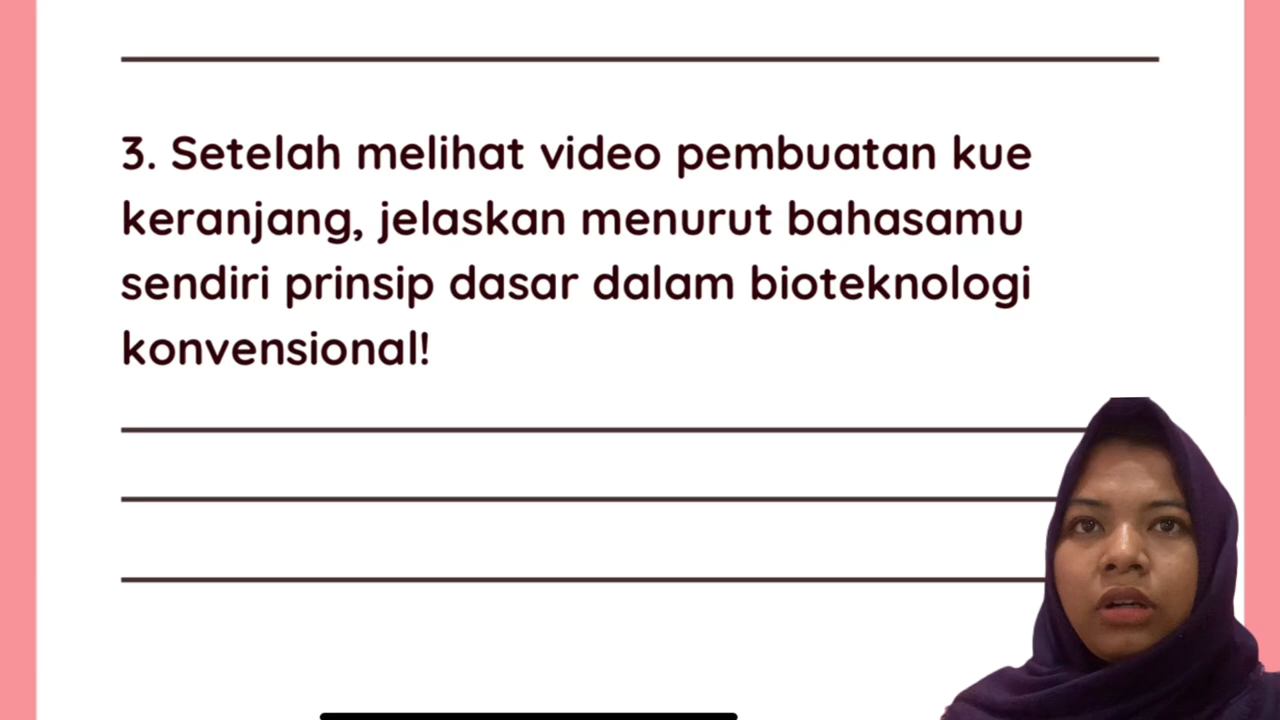 3. Setelah melihat video pembuatan kue
keranjang, jelaskan menurut bahasamu
sendiri prinsip dasar dalam bioteknologi
konvensional!